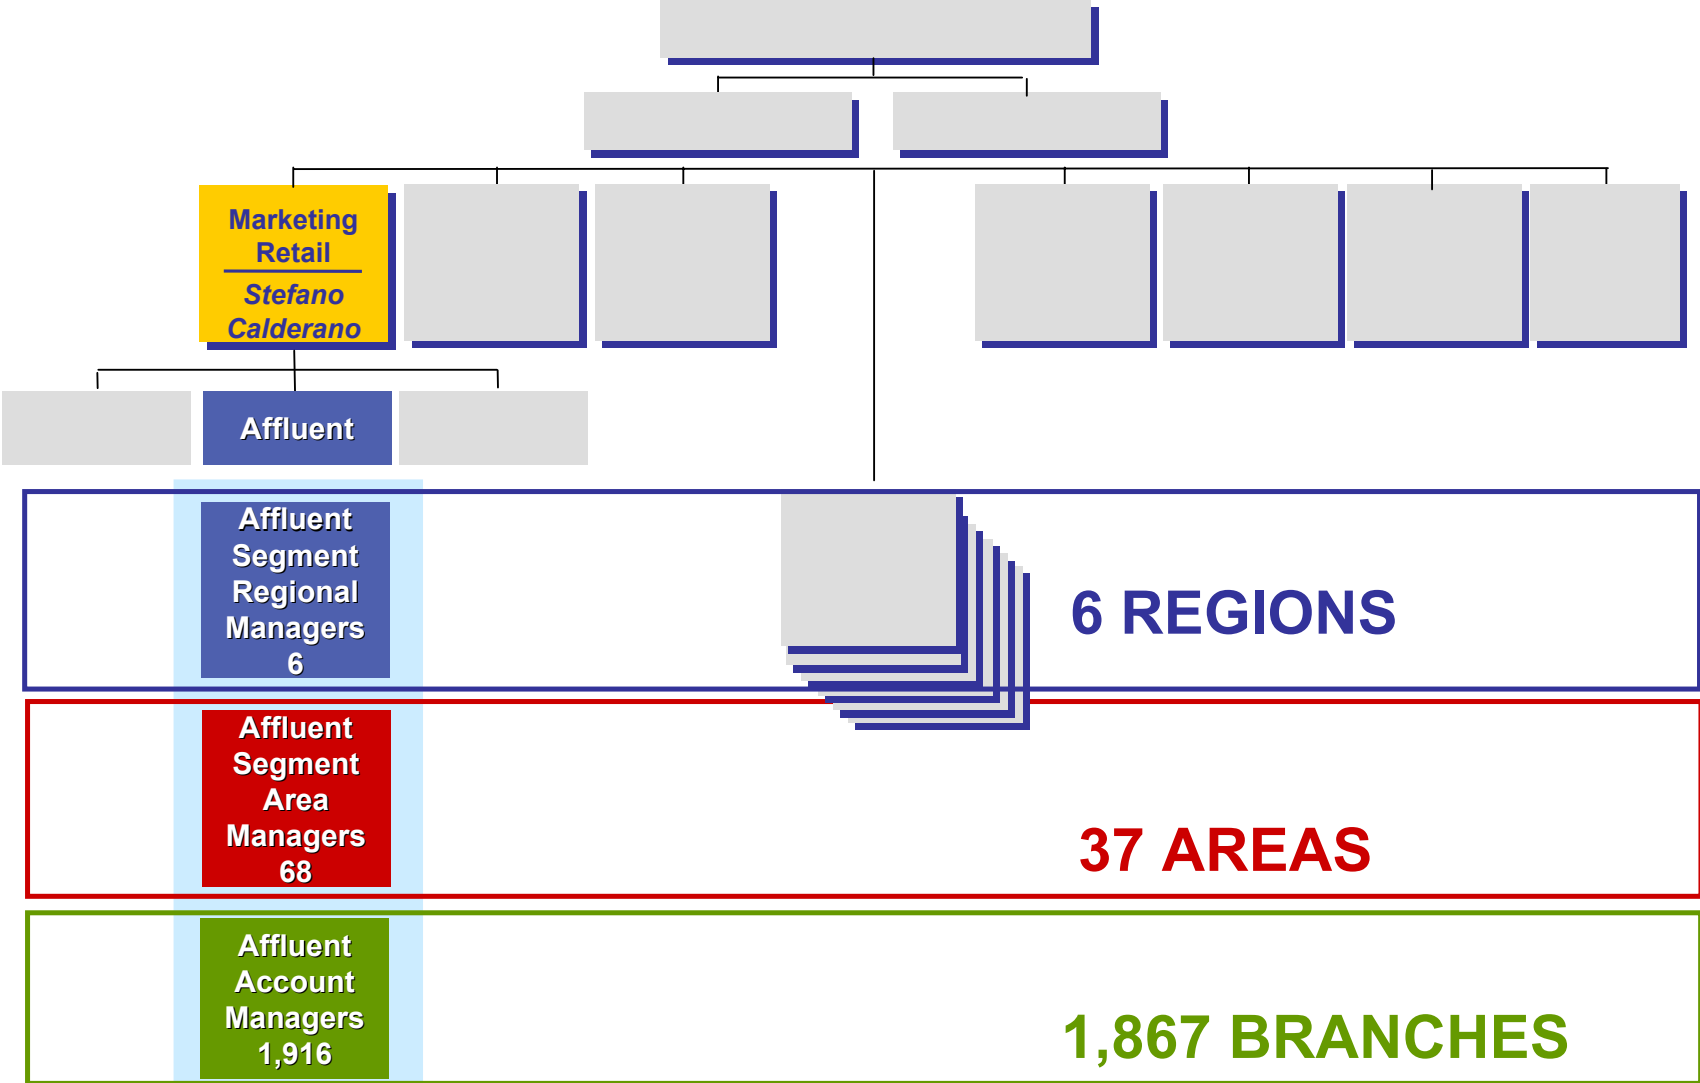 Marketing
Retail
Stefano
Calderano
Affluent
Affluent
Segment
Regional
Managers
6
6 REGIONS
Affluent
Segment
Area
Managers
68
37 AREAS
Affluent
Account
Managers
1,916
1,867 BRANCHES